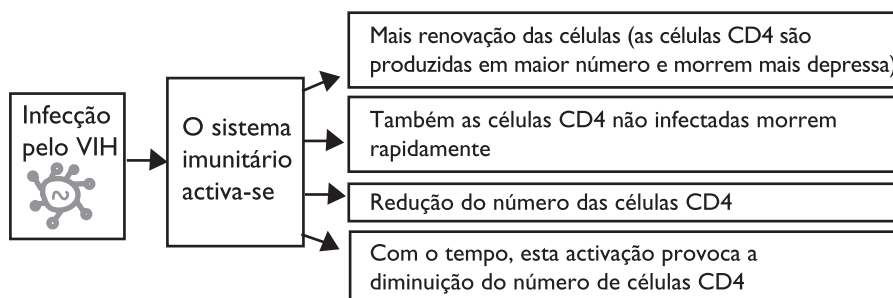 Infecção
pelo VIH
O sistema
imunitário
activa-se
Mais renovação das células (as células CD4 são
produzidas em maior número e morrem mais depressa)
Também as células CD4 não infectadas morrem
rapidamente
Redução do número das células CD4
Com o tempo, esta activação provoca a
diminuição do número de células CD4